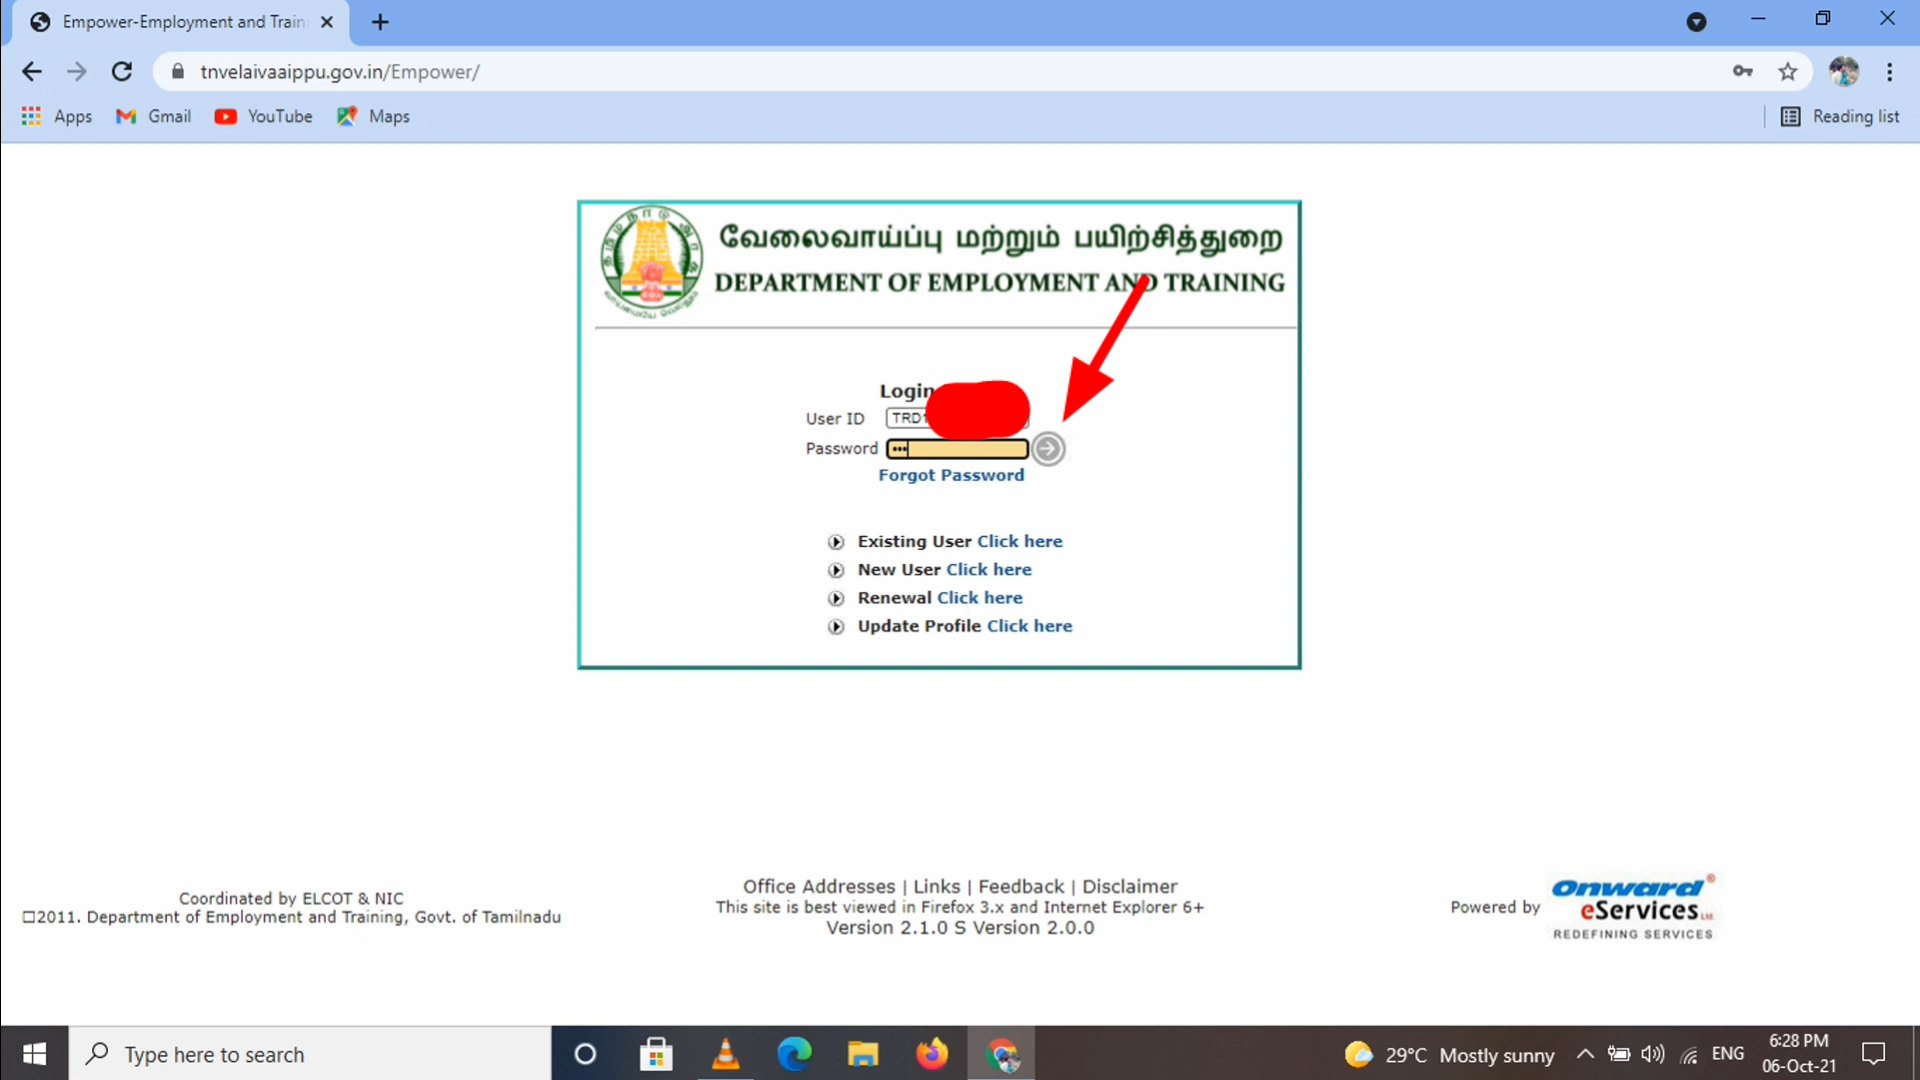 Empower-Employment and Train
tnvelaivaaippu.gov.in/Empower/
Apps Gmail YouTube Maps Reading list
வேலைவாய்ப்பு மற்றும் பயிற்சித்துறை
DEPARTMENT OF EMPLOYMENT AND TRAINING
Login
User ID TRD1
Password •••
Forgot Password
Existing User Click here
New User Click here
Renewal Click here
Update Profile Click here
Coordinated by ELCOT & NIC
□2011. Department of Employment and Training, Govt. of Tamilnadu
Office Addresses | Links | Feedback | Disclaimer
This site is best viewed in Firefox 3.x and Internet Explorer 6+
Version 2.1.0 S Version 2.0.0
Powered by
Onward®
eServices Ltd.
REDEFINING SERVICES
Type here to search
29°C Mostly sunny
ENG
6:28 PM
06-Oct-21